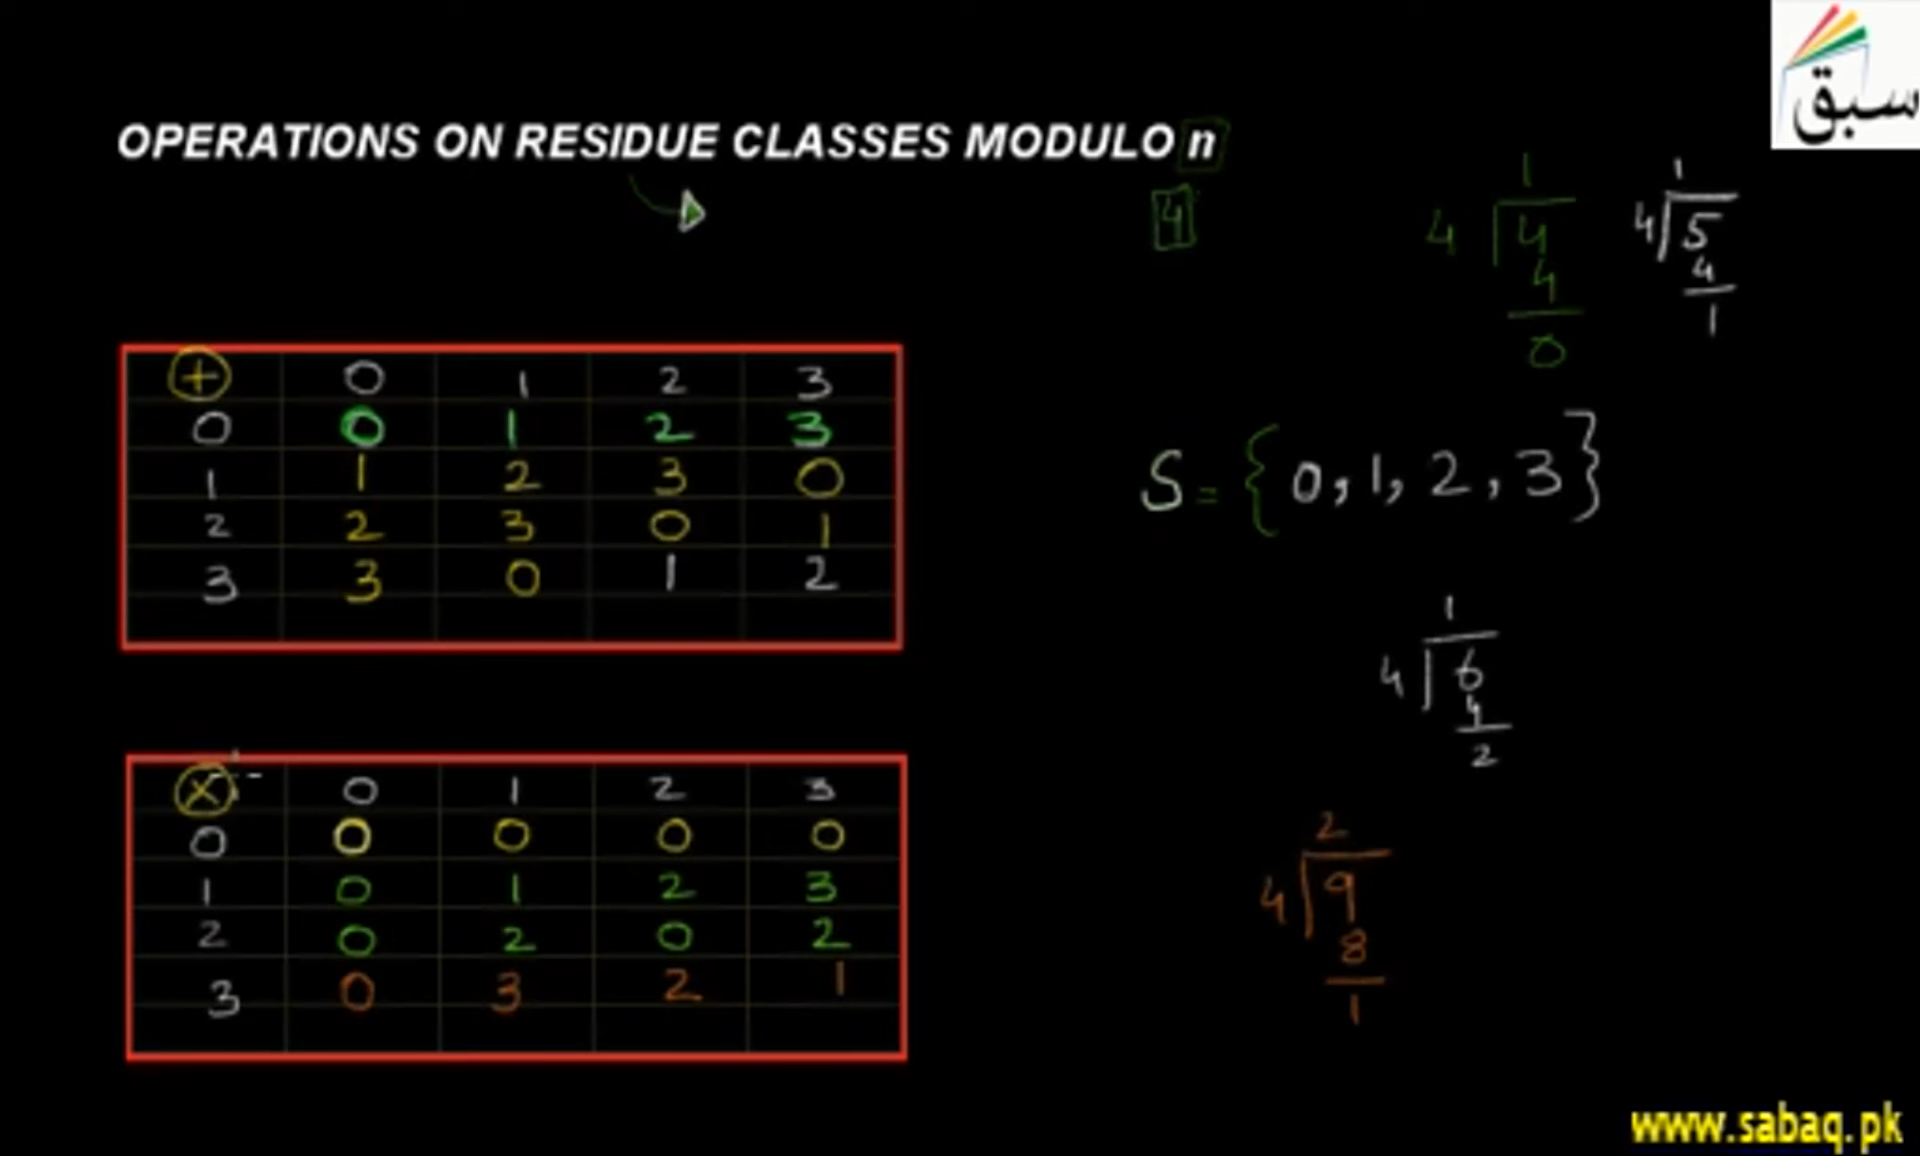 سبق
OPERATIONS ON RESIDUE CLASSES MODULO n
4
1
4 4
4
0
1
4 5
4
1
+ 0 1 2 3
0 0 1 2 3
1 1 2 3 0
2 2 3 0 1
3 3 0 1 2
S = { 0, 1, 2, 3 }
1
4 6
4
2
× 0 1 2 3
0 0 0 0 0
1 0 1 2 3
2 0 2 0 2
3 0 3 2 1
2
4 9
8
1
www.sabaq.pk